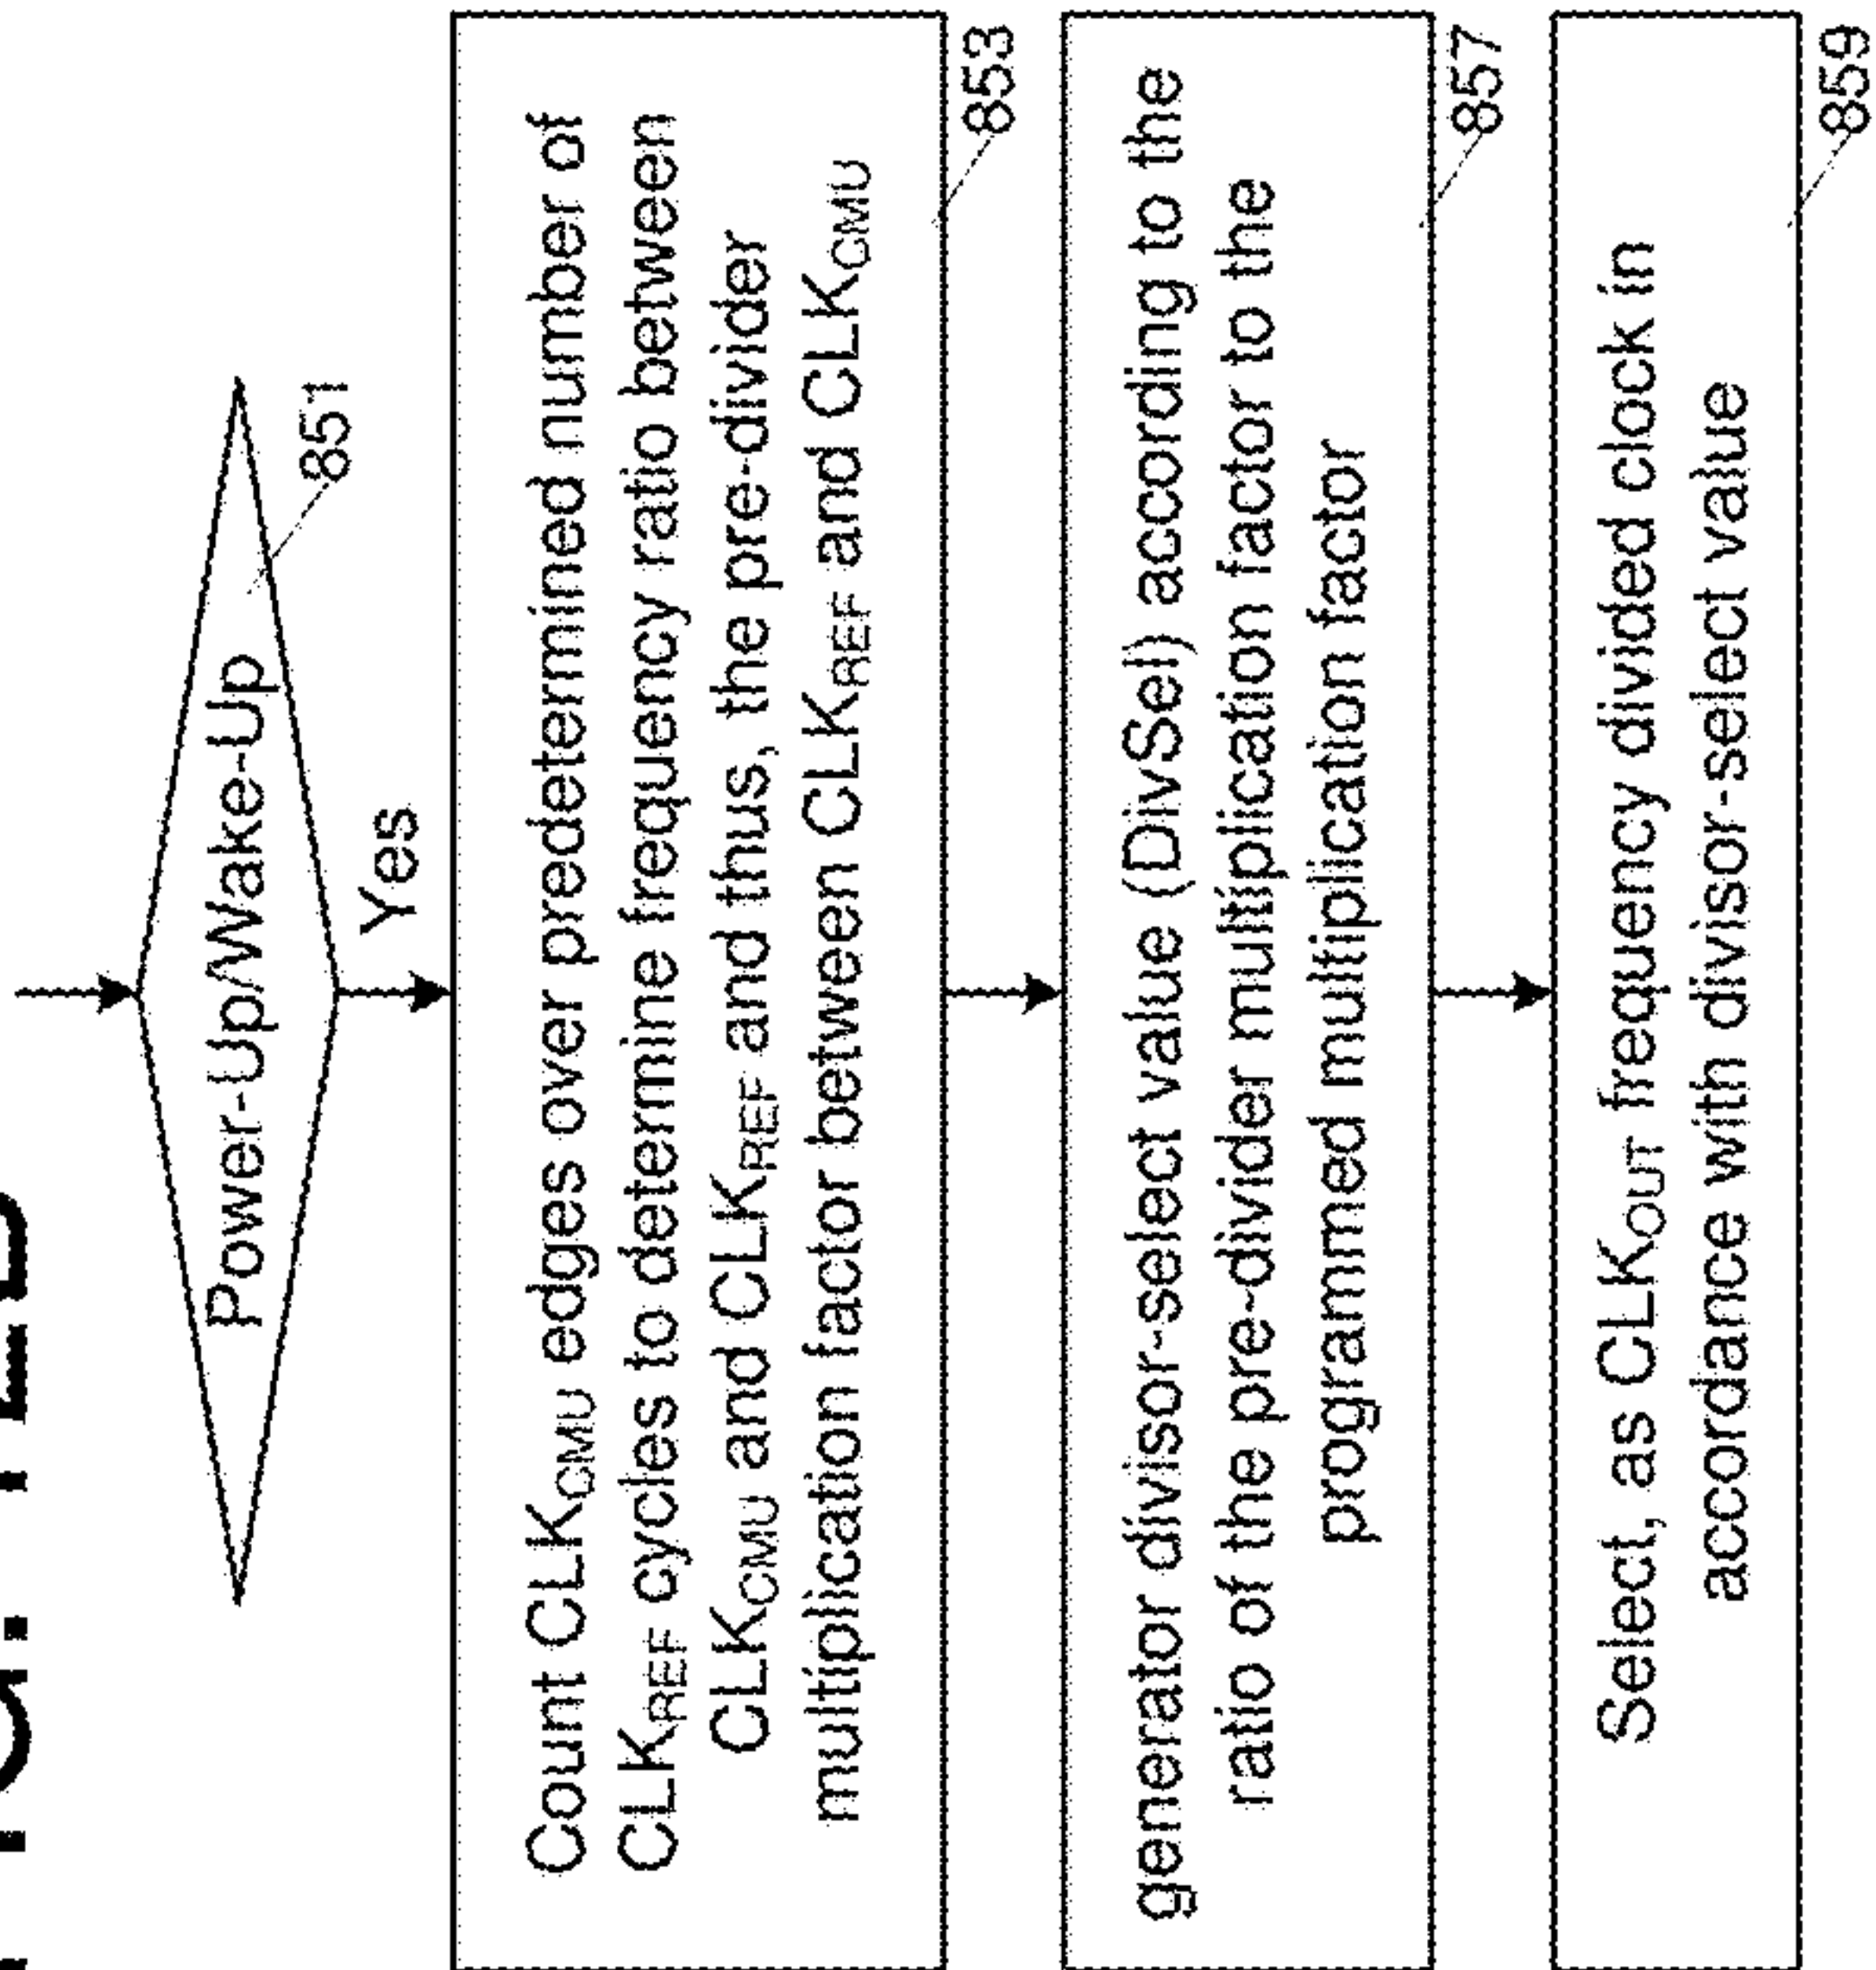 Power-Up/Wake-Up
851
Yes
Count CLKCMU edges over predetermined number of
CLKREF cycles to determine frequency ratio between
CLKCMU and CLKREF and thus, the pre-divider
multiplication factor between CLKREF and CLKCMU
853
generator divisor-select value (DivSel) according to the
ratio of the pre-divider multiplication factor to the
programmed multiplication factor
857
Select, as CLKOUT frequency divided clock in
accordance with divisor-select value
859